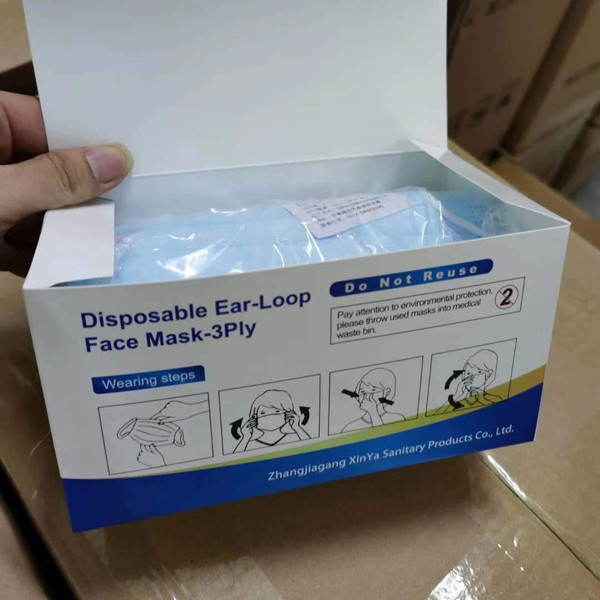 Do Not Reuse
Disposable Ear-Loop
Face Mask-3Ply
Pay attention to environmental protection,
please throw used masks into medical
waste bin.
2
Wearing steps
Zhangjiagang XinYa Sanitary Products Co., Ltd.